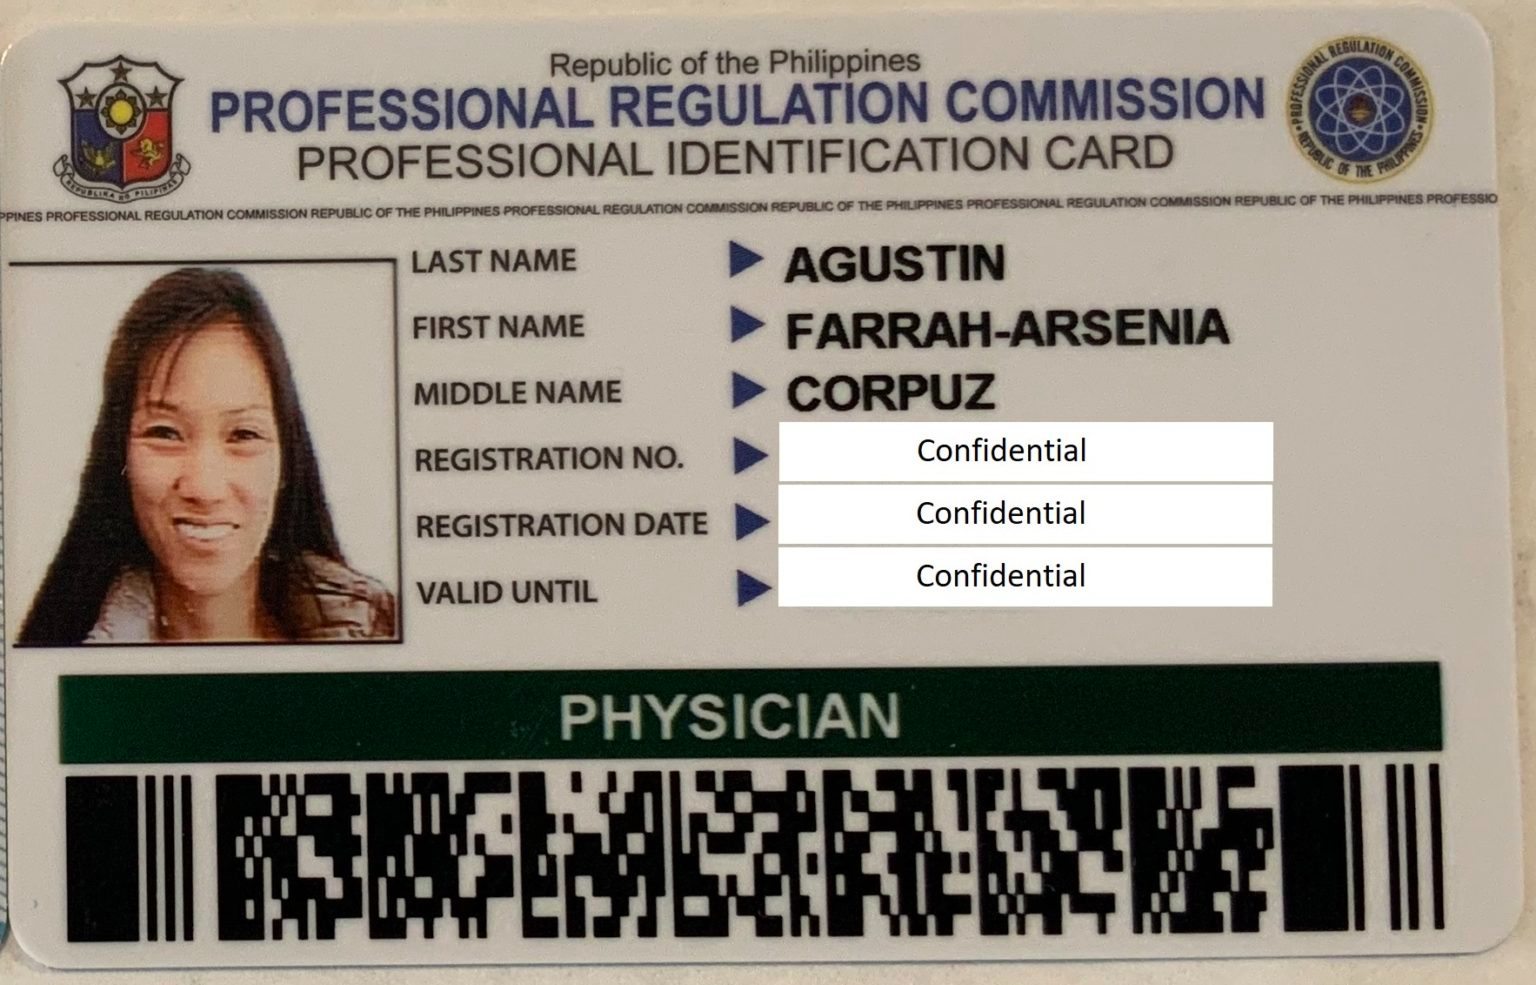 Republic of the Philippines
PROFESSIONAL REGULATION COMMISSION
PROFESSIONAL IDENTIFICATION CARD
REPUBLIKA NG PILIPINAS
PROFESSIONAL REGULATION COMMISSION
REPUBLIC OF THE PHILIPPINES
PPINES PROFESSIONAL REGULATION COMMISSION REPUBLIC OF THE PHILIPPINES PROFESSIONAL REGULATION COMMISSION REPUBLIC OF THE PHILIPPINES PROFESSIONAL REGULATION COMMISSION REPUBLIC OF THE PHILIPPINES PROFESSIO
LAST NAME AGUSTIN
FIRST NAME FARRAH-ARSENIA
MIDDLE NAME CORPUZ
REGISTRATION NO. Confidential
REGISTRATION DATE Confidential
VALID UNTIL Confidential
PHYSICIAN